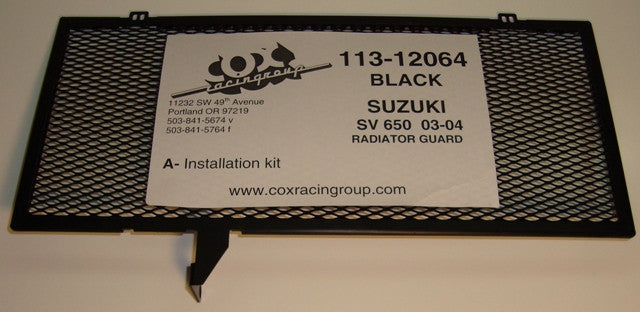 COX
racingroup
11232 SW 49th Avenue
Portland OR 97219
503-841-5674 v
503-841-5764 f
113-12064
BLACK
SUZUKI
SV 650 03-04
RADIATOR GUARD
A- Installation kit
www.coxracingroup.com